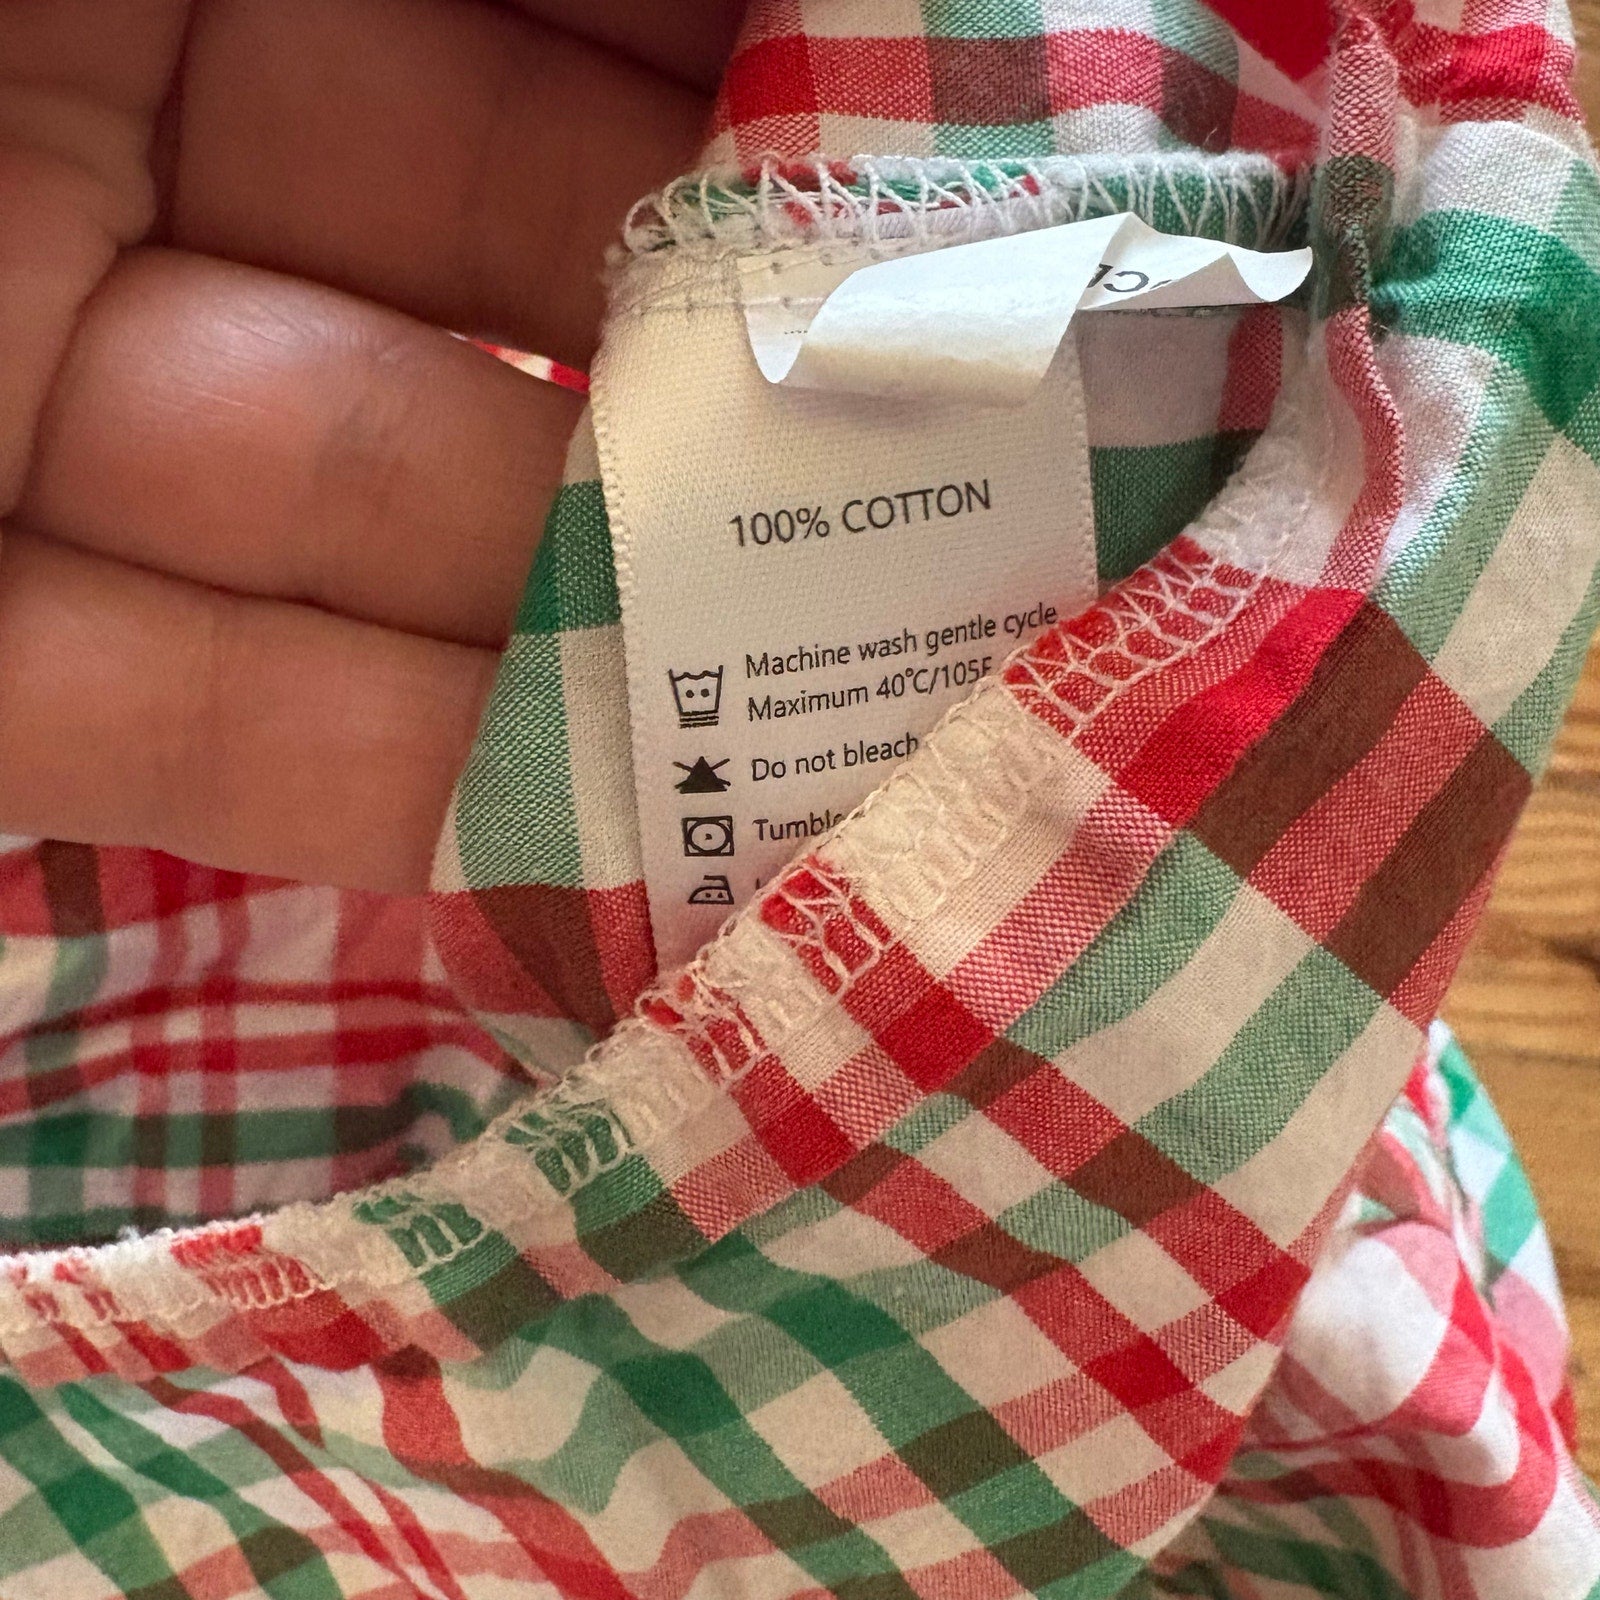 100% COTTON
Machine wash gentle cycle
Maximum 40°C/105F
Do not bleach